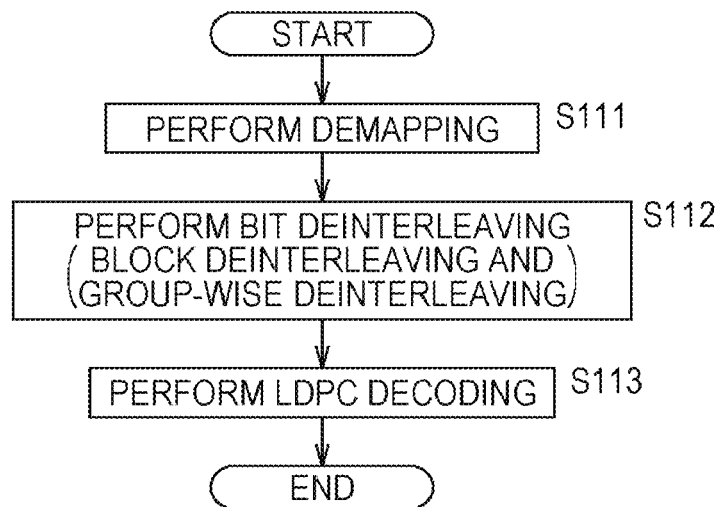 START
PERFORM DEMAPPING
S111
PERFORM BIT DEINTERLEAVING
(BLOCK DEINTERLEAVING AND
GROUP-WISE DEINTERLEAVING)
S112
PERFORM LDPC DECODING
S113
END